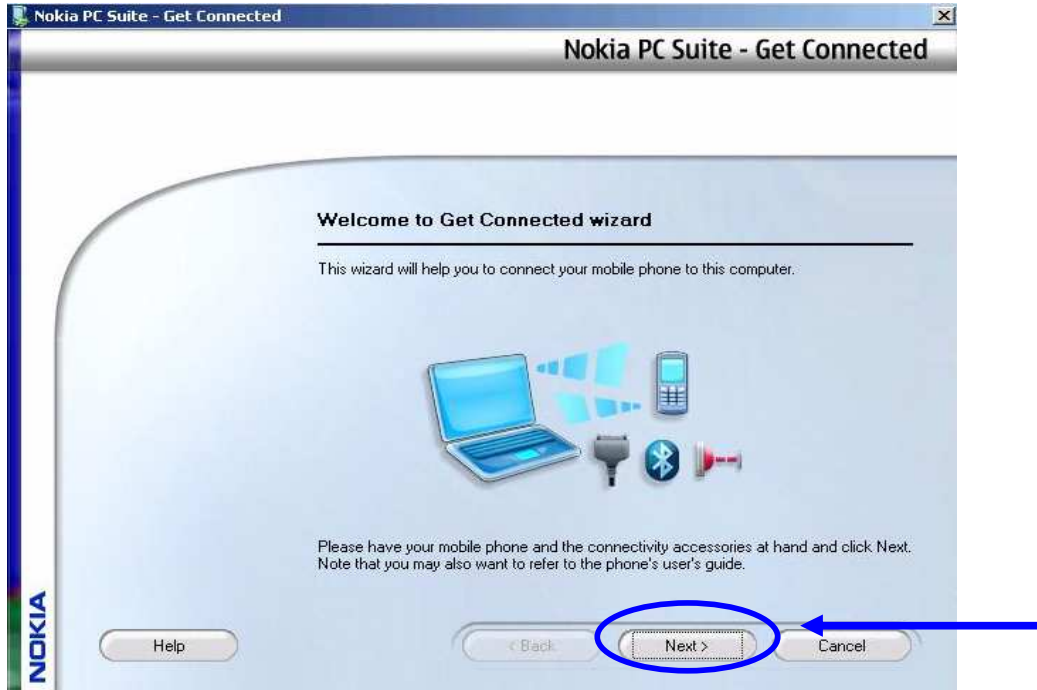 Nokia PC Suite - Get Connected
Nokia PC Suite - Get Connected
Welcome to Get Connected wizard
This wizard will help you to connect your mobile phone to this computer.
Please have your mobile phone and the connectivity accessories at hand and click Next.
Note that you may also want to refer to the phone's user's guide.
NOKIA
Help
< Back
Next >
Cancel